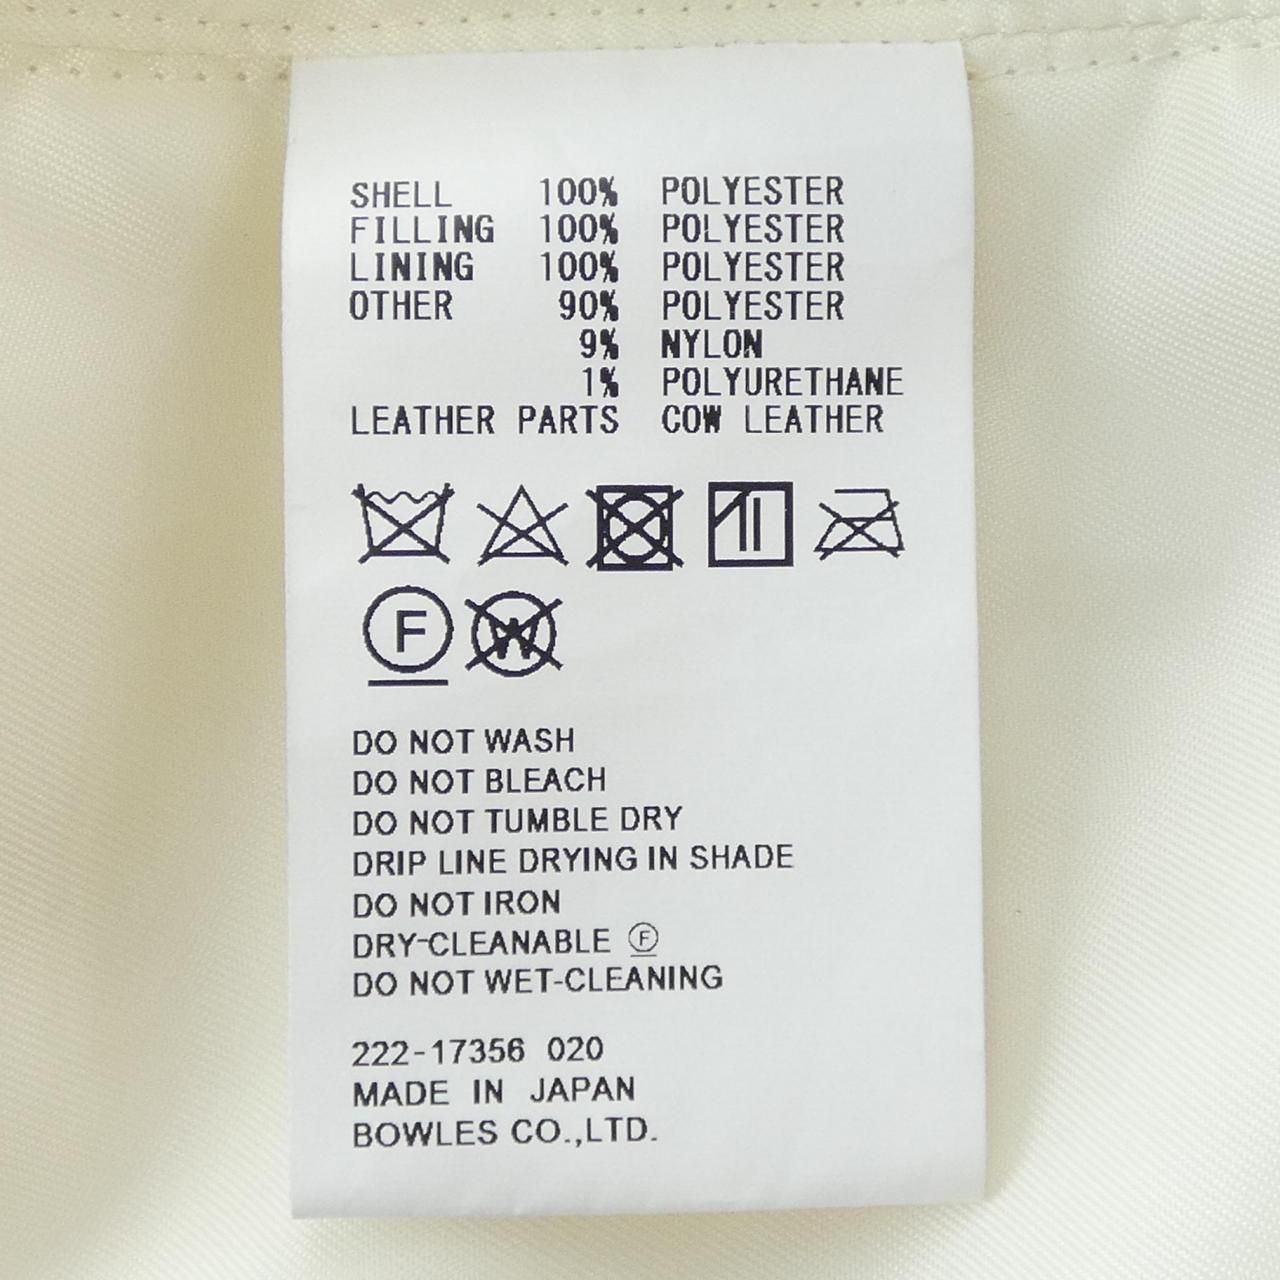 SHELL 100% POLYESTER
FILLING 100% POLYESTER
LINING 100% POLYESTER
OTHER 90% POLYESTER
9% NYLON
1% POLYURETHANE
LEATHER PARTS COW LEATHER
F W
DO NOT WASH
DO NOT BLEACH
DO NOT TUMBLE DRY
DRIP LINE DRYING IN SHADE
DO NOT IRON
DRY-CLEANABLE Ⓕ
DO NOT WET-CLEANING
222-17356 020
MADE IN JAPAN
BOWLES CO.,LTD.